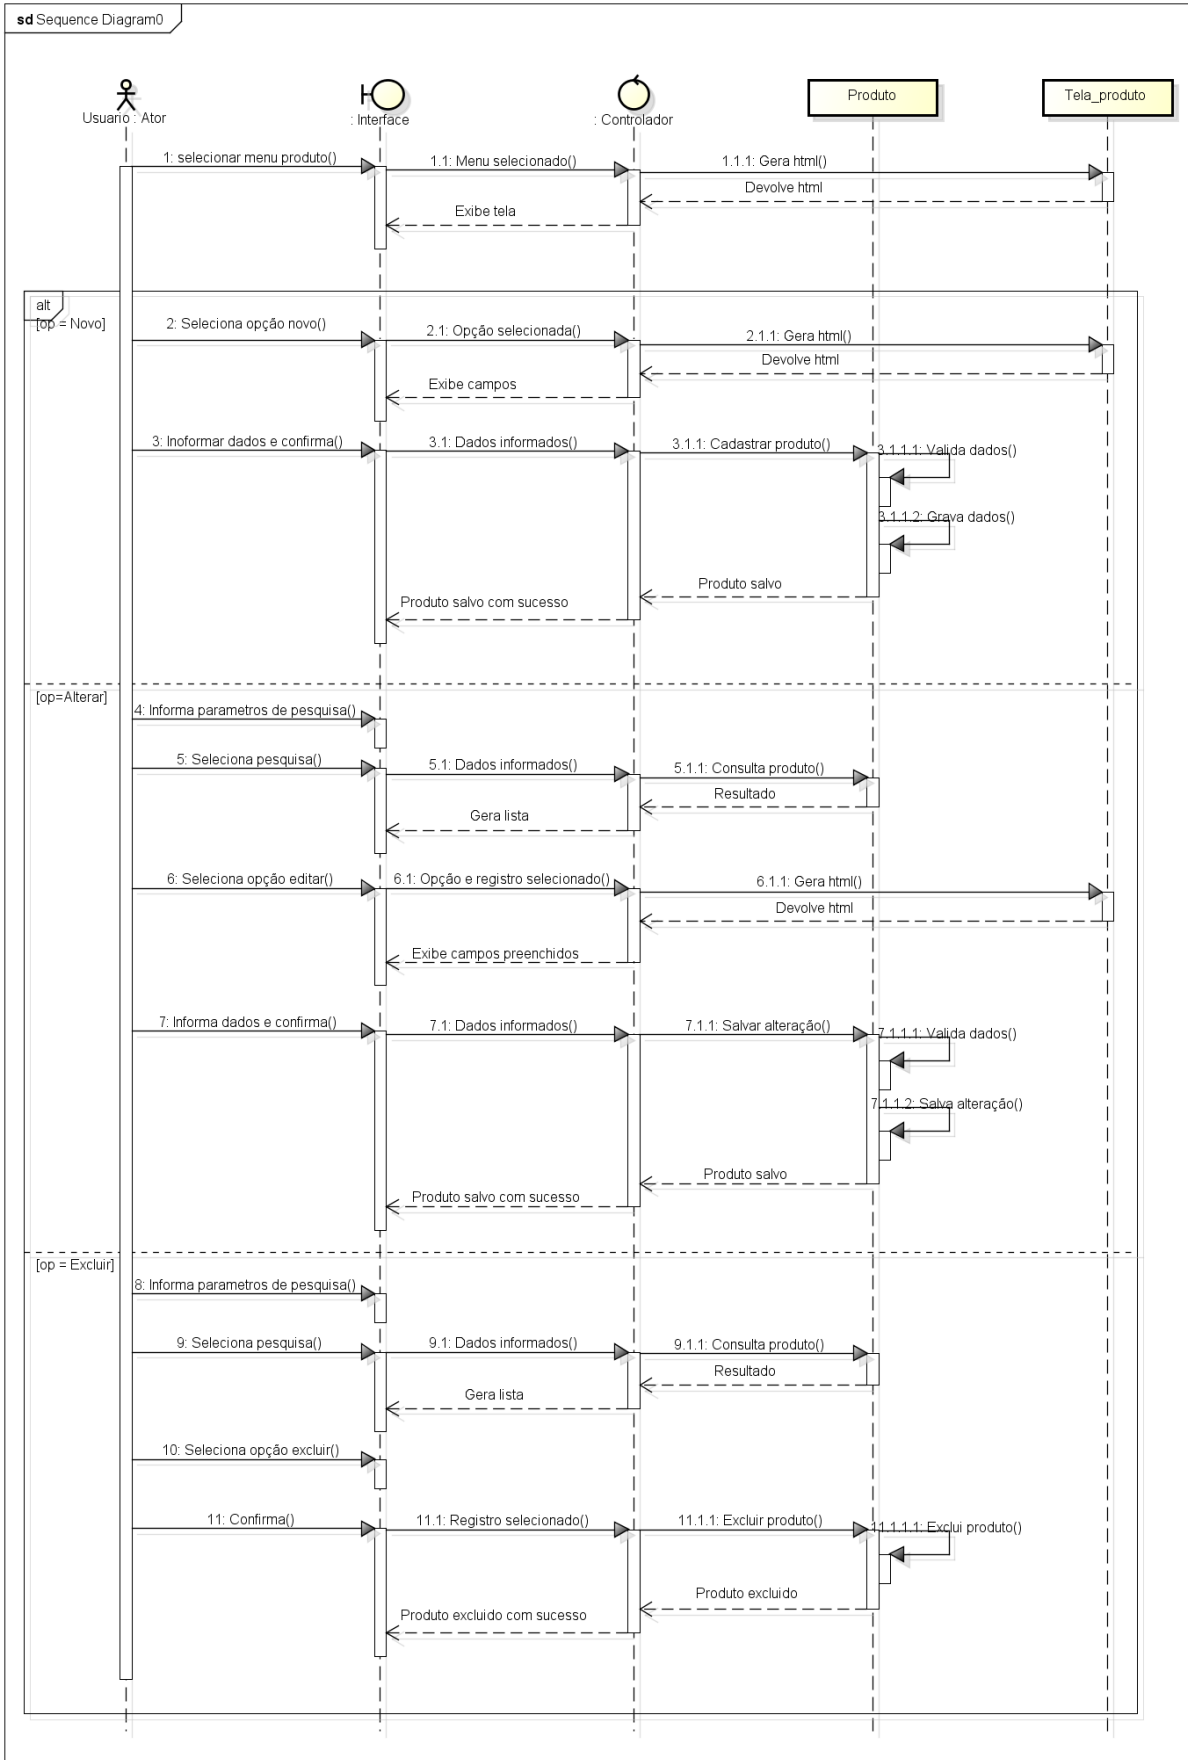 sd Sequence Diagram0
Usuario : Ator
: Interface
: Controlador
Produto
Tela_produto
1: selecionar menu produto()
1.1: Menu selecionado()
1.1.1: Gera html()
Devolve html
Exibe tela
alt
[op = Novo]
2: Seleciona opção novo()
2.1: Opção selecionada()
2.1.1: Gera html()
Devolve html
Exibe campos
3: Inoformar dados e confirma()
3.1: Dados informados()
3.1.1: Cadastrar produto()
3.1.1.1: Valida dados()
3.1.1.2: Grava dados()
Produto salvo
Produto salvo com sucesso
[op=Alterar]
4: Informa parametros de pesquisa()
5: Seleciona pesquisa()
5.1: Dados informados()
5.1.1: Consulta produto()
Resultado
Gera lista
6: Seleciona opção editar()
6.1: Opção e registro selecionado()
6.1.1: Gera html()
Devolve html
Exibe campos preenchidos
7: Informa dados e confirma()
7.1: Dados informados()
7.1.1: Salvar alteração()
7.1.1.1: Valida dados()
7.1.1.2: Salva alteração()
Produto salvo
Produto salvo com sucesso
[op = Excluir]
8: Informa parametros de pesquisa()
9: Seleciona pesquisa()
9.1: Dados informados()
9.1.1: Consulta produto()
Resultado
Gera lista
10: Seleciona opção excluir()
11: Confirma()
11.1: Registro selecionado()
11.1.1: Excluir produto()
11.1.1.1: Exclui produto()
Produto excluido
Produto excluido com sucesso